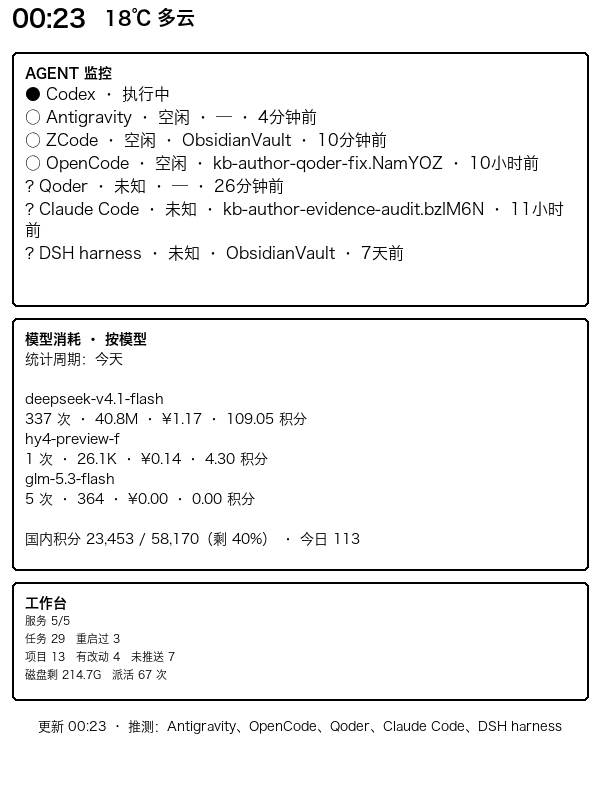 00:23 18℃ 多云
AGENT 监控
● Codex · 执行中
○ Antigravity · 空闲 · — · 4分钟前
○ ZCode · 空闲 · ObsidianVault · 10分钟前
○ OpenCode · 空闲 · kb-author-qoder-fix.NamYOZ · 10小时前
? Qoder · 未知 · — · 26分钟前
? Claude Code · 未知 · kb-author-evidence-audit.bzlM6N · 11小时
前
? DSH harness · 未知 · ObsidianVault · 7天前
模型消耗 · 按模型
统计周期：今天
deepseek-v4.1-flash
337 次 · 40.8M · ¥1.17 · 109.05 积分
hy4-preview-f
1 次 · 26.1K · ¥0.14 · 4.30 积分
glm-5.3-flash
5 次 · 364 · ¥0.00 · 0.00 积分
国内积分 23,453 / 58,170（剩 40%） · 今日 113
工作台
服务 5/5
任务 29 重启过 3
项目 13 有改动 4 未推送 7
磁盘剩 214.7G 派活 67 次
更新 00:23 · 推测：Antigravity、OpenCode、Qoder、Claude Code、DSH harness